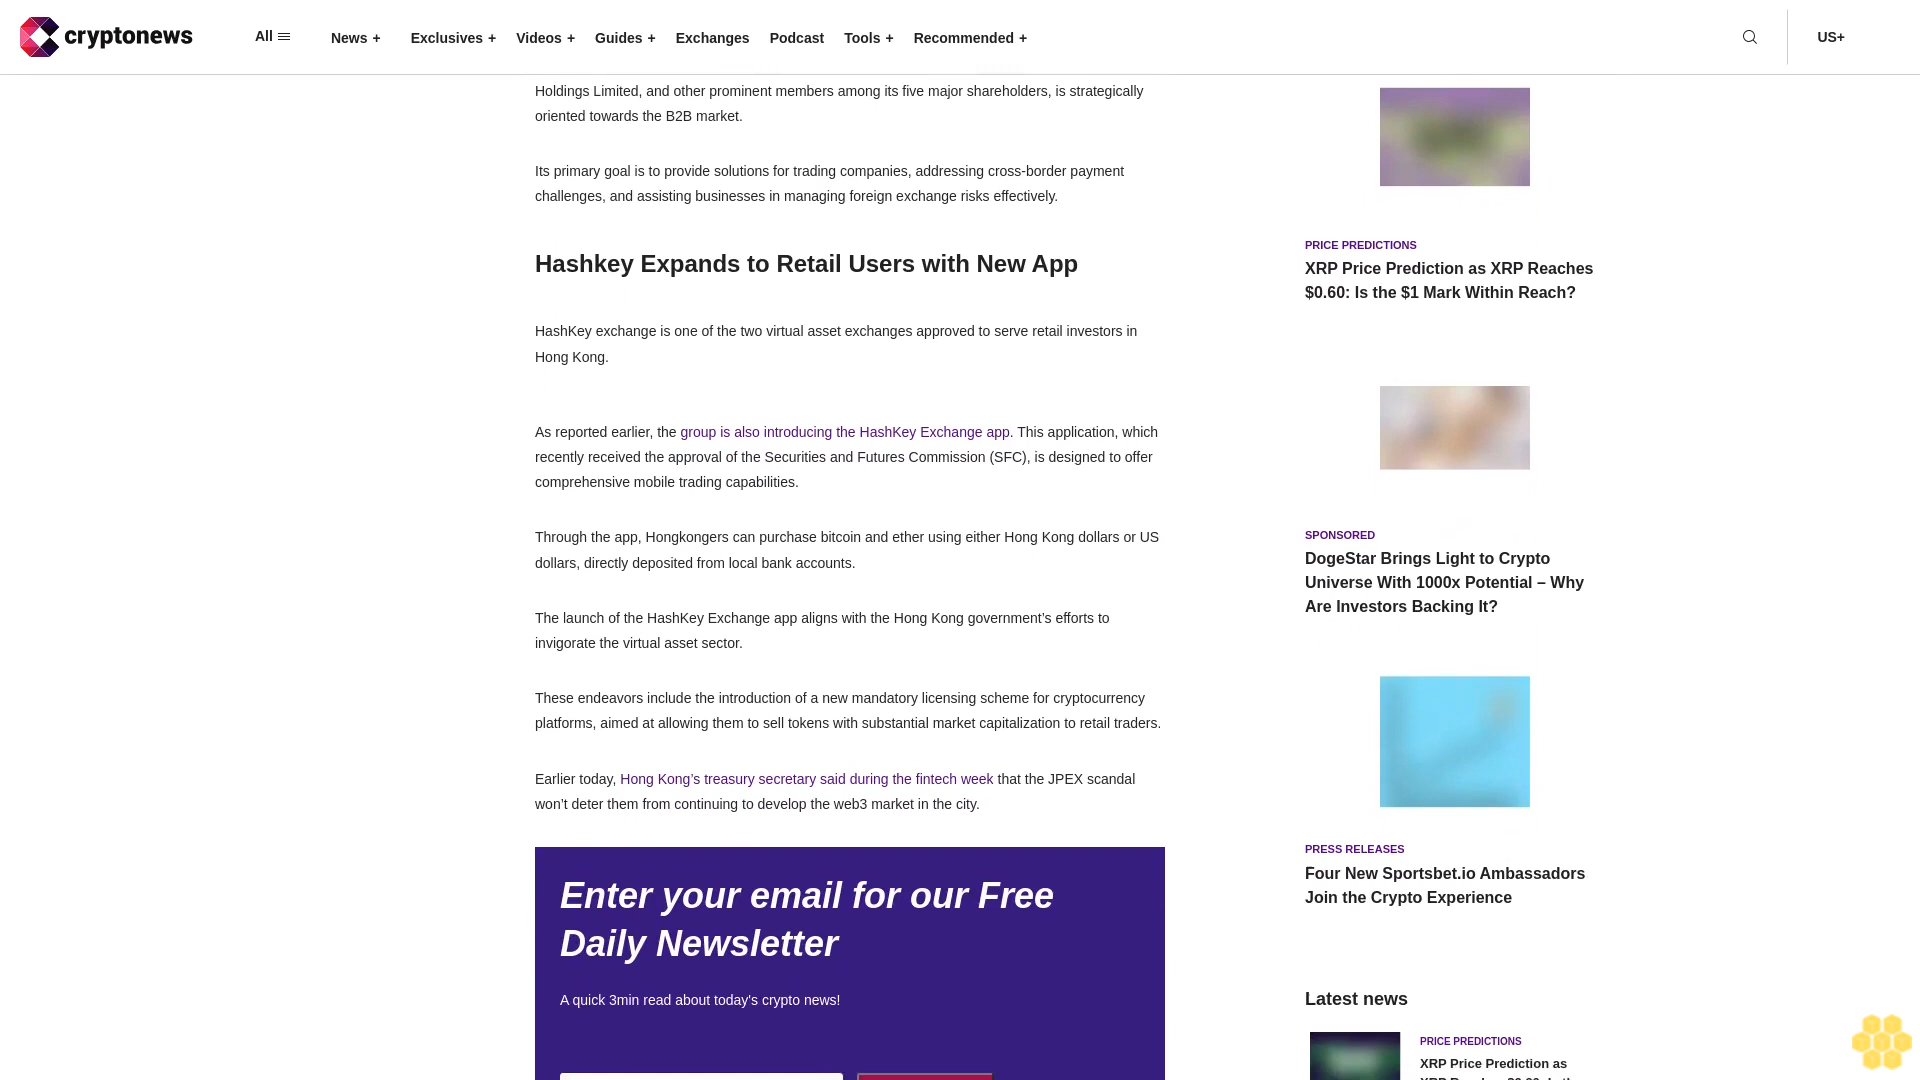 cryptonews
All
News +
Exclusives +
Videos +
Guides +
Exchanges
Podcast
Tools +
Recommended +
US+
Holdings Limited, and other prominent members among its five major shareholders, is strategically
oriented towards the B2B market.
Its primary goal is to provide solutions for trading companies, addressing cross-border payment
challenges, and assisting businesses in managing foreign exchange risks effectively.
Hashkey Expands to Retail Users with New App
HashKey exchange is one of the two virtual asset exchanges approved to serve retail investors in
Hong Kong.
As reported earlier, the group is also introducing the HashKey Exchange app. This application, which
recently received the approval of the Securities and Futures Commission (SFC), is designed to offer
comprehensive mobile trading capabilities.
Through the app, Hongkongers can purchase bitcoin and ether using either Hong Kong dollars or US
dollars, directly deposited from local bank accounts.
The launch of the HashKey Exchange app aligns with the Hong Kong government’s efforts to
invigorate the virtual asset sector.
These endeavors include the introduction of a new mandatory licensing scheme for cryptocurrency
platforms, aimed at allowing them to sell tokens with substantial market capitalization to retail traders.
Earlier today, Hong Kong’s treasury secretary said during the fintech week that the JPEX scandal
won’t deter them from continuing to develop the web3 market in the city.
Enter your email for our Free
Daily Newsletter
A quick 3min read about today's crypto news!
PRICE PREDICTIONS
XRP Price Prediction as XRP Reaches
$0.60: Is the $1 Mark Within Reach?
SPONSORED
DogeStar Brings Light to Crypto
Universe With 1000x Potential – Why
Are Investors Backing It?
PRESS RELEASES
Four New Sportsbet.io Ambassadors
Join the Crypto Experience
Latest news
PRICE PREDICTIONS
XRP Price Prediction as